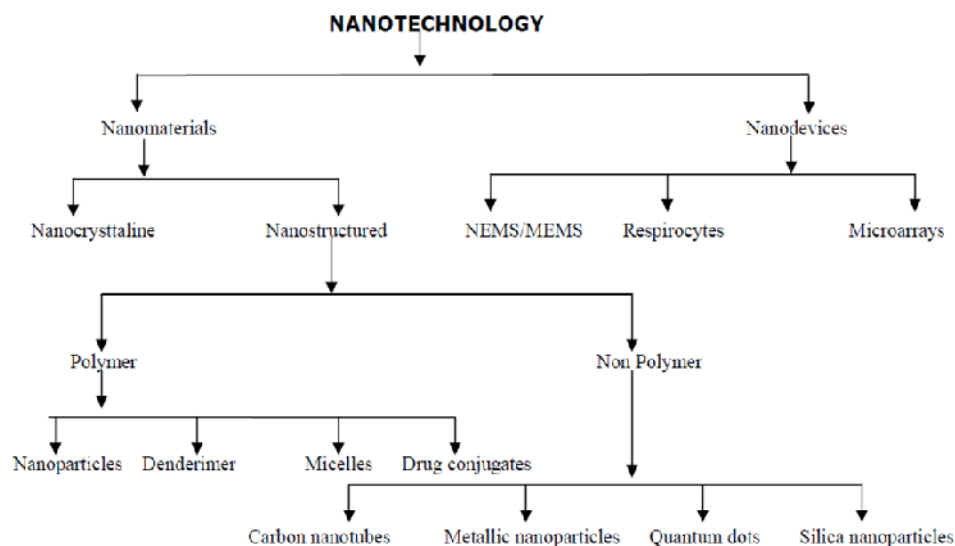 NANOTECHNOLOGY
Nanomaterials Nanodevices
Nanocrysttaline Nanostructured NEMS/MEMS Respirocytes Microarrays
Polymer Non Polymer
Nanoparticles Denderimer Micelles Drug conjugates
Carbon nanotubes Metallic nanoparticles Quantum dots Silica nanoparticles